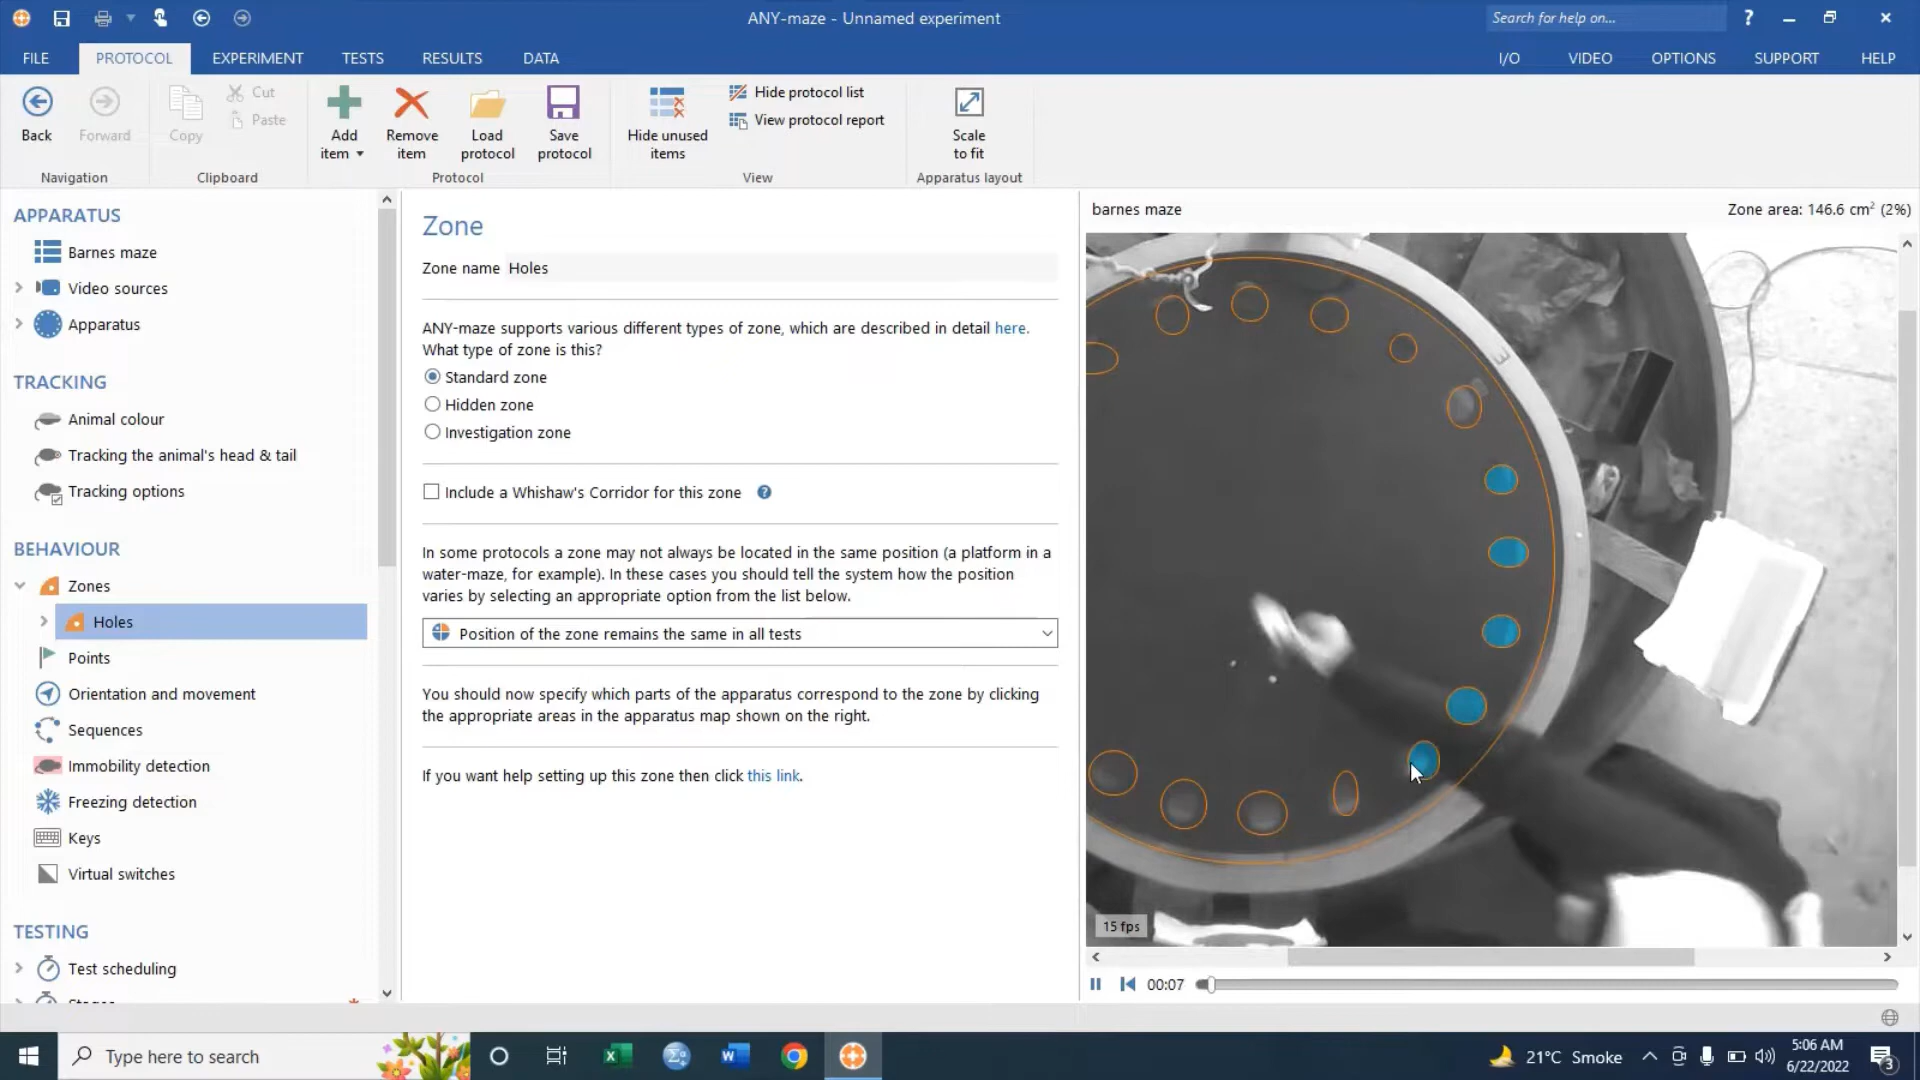 ANY-maze - Unnamed experiment
Search for help on...
?
FILE
PROTOCOL
EXPERIMENT
TESTS
RESULTS
DATA
I/O
VIDEO
OPTIONS
SUPPORT
HELP
Back
Forward
Navigation
Copy
Cut
Paste
Clipboard
Add item
Remove item
Load protocol
Save protocol
Protocol
Hide unused items
Hide protocol list
View protocol report
View
Scale to fit
Apparatus layout
APPARATUS
Barnes maze
Video sources
Apparatus
TRACKING
Animal colour
Tracking the animal's head & tail
Tracking options
BEHAVIOUR
Zones
Holes
Points
Orientation and movement
Sequences
Immobility detection
Freezing detection
Keys
Virtual switches
TESTING
Test scheduling
Stages
Zone
Zone name Holes
ANY-maze supports various different types of zone, which are described in detail here.
What type of zone is this?
Standard zone
Hidden zone
Investigation zone
Include a Whishaw's Corridor for this zone
In some protocols a zone may not always be located in the same position (a platform in a
water-maze, for example). In these cases you should tell the system how the position
varies by selecting an appropriate option from the list below.
Position of the zone remains the same in all tests
You should now specify which parts of the apparatus correspond to the zone by clicking
the appropriate areas in the apparatus map shown on the right.
If you want help setting up this zone then click this link.
barnes maze
Zone area: 146.6 cm² (2%)
15 fps
00:07
Type here to search
21°C Smoke
5:06 AM
6/22/2022
3